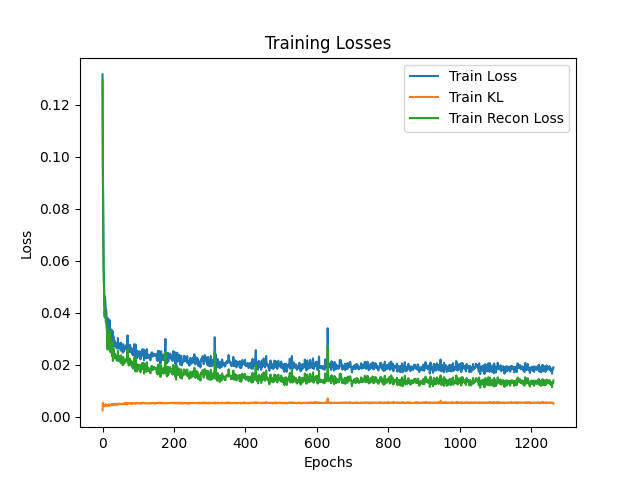 Training Losses
Train Loss
Train KL
Train Recon Loss
0.12
0.10
0.08
0.06
0.04
0.02
0.00
Loss
0
200
400
600
800
1000
1200
Epochs